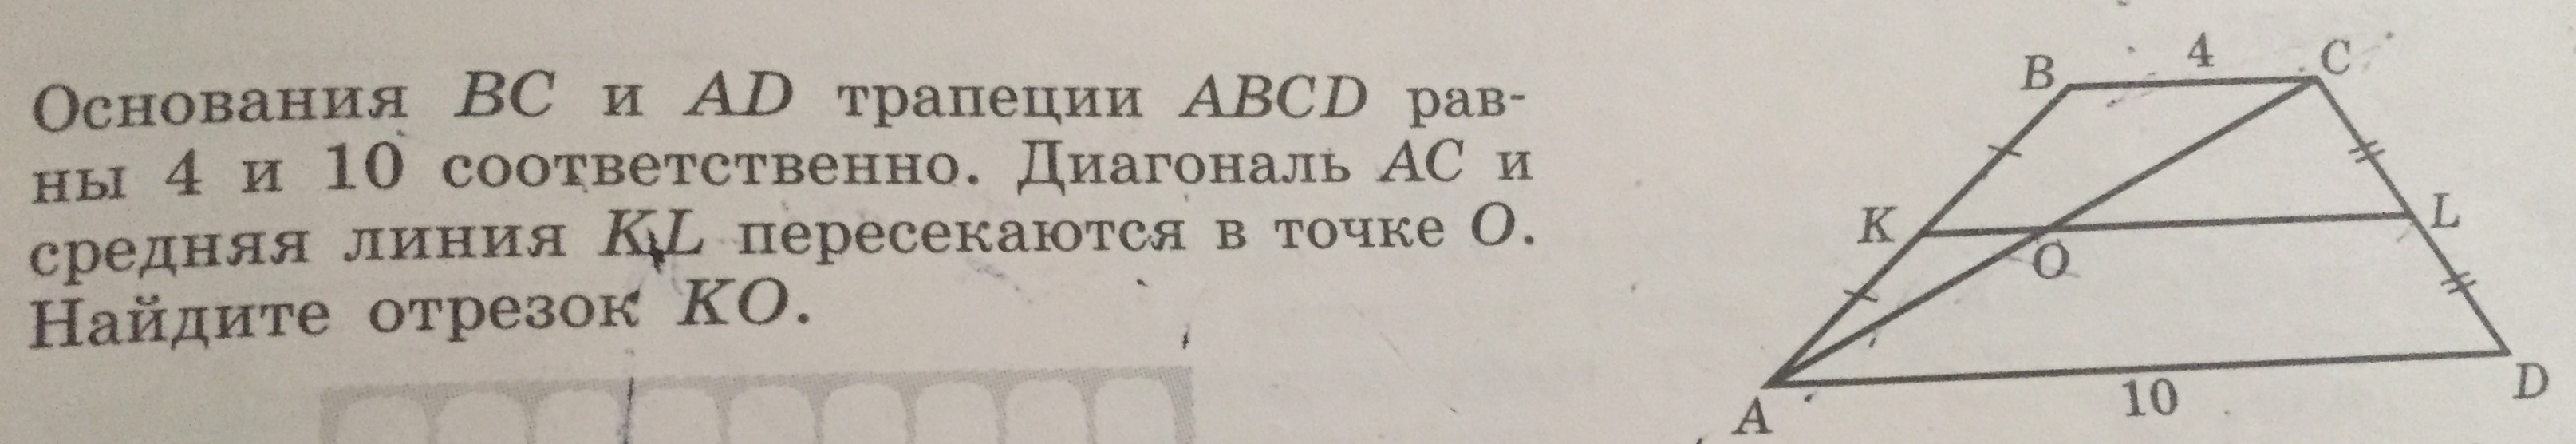 Основания BC и AD трапеции ABCD рав-
ны 4 и 10 соответственно. Диагональ AC и
средняя линия KL пересекаются в точке O.
Найдите отрезок KO.
B 4 C
K O L
A 10 D